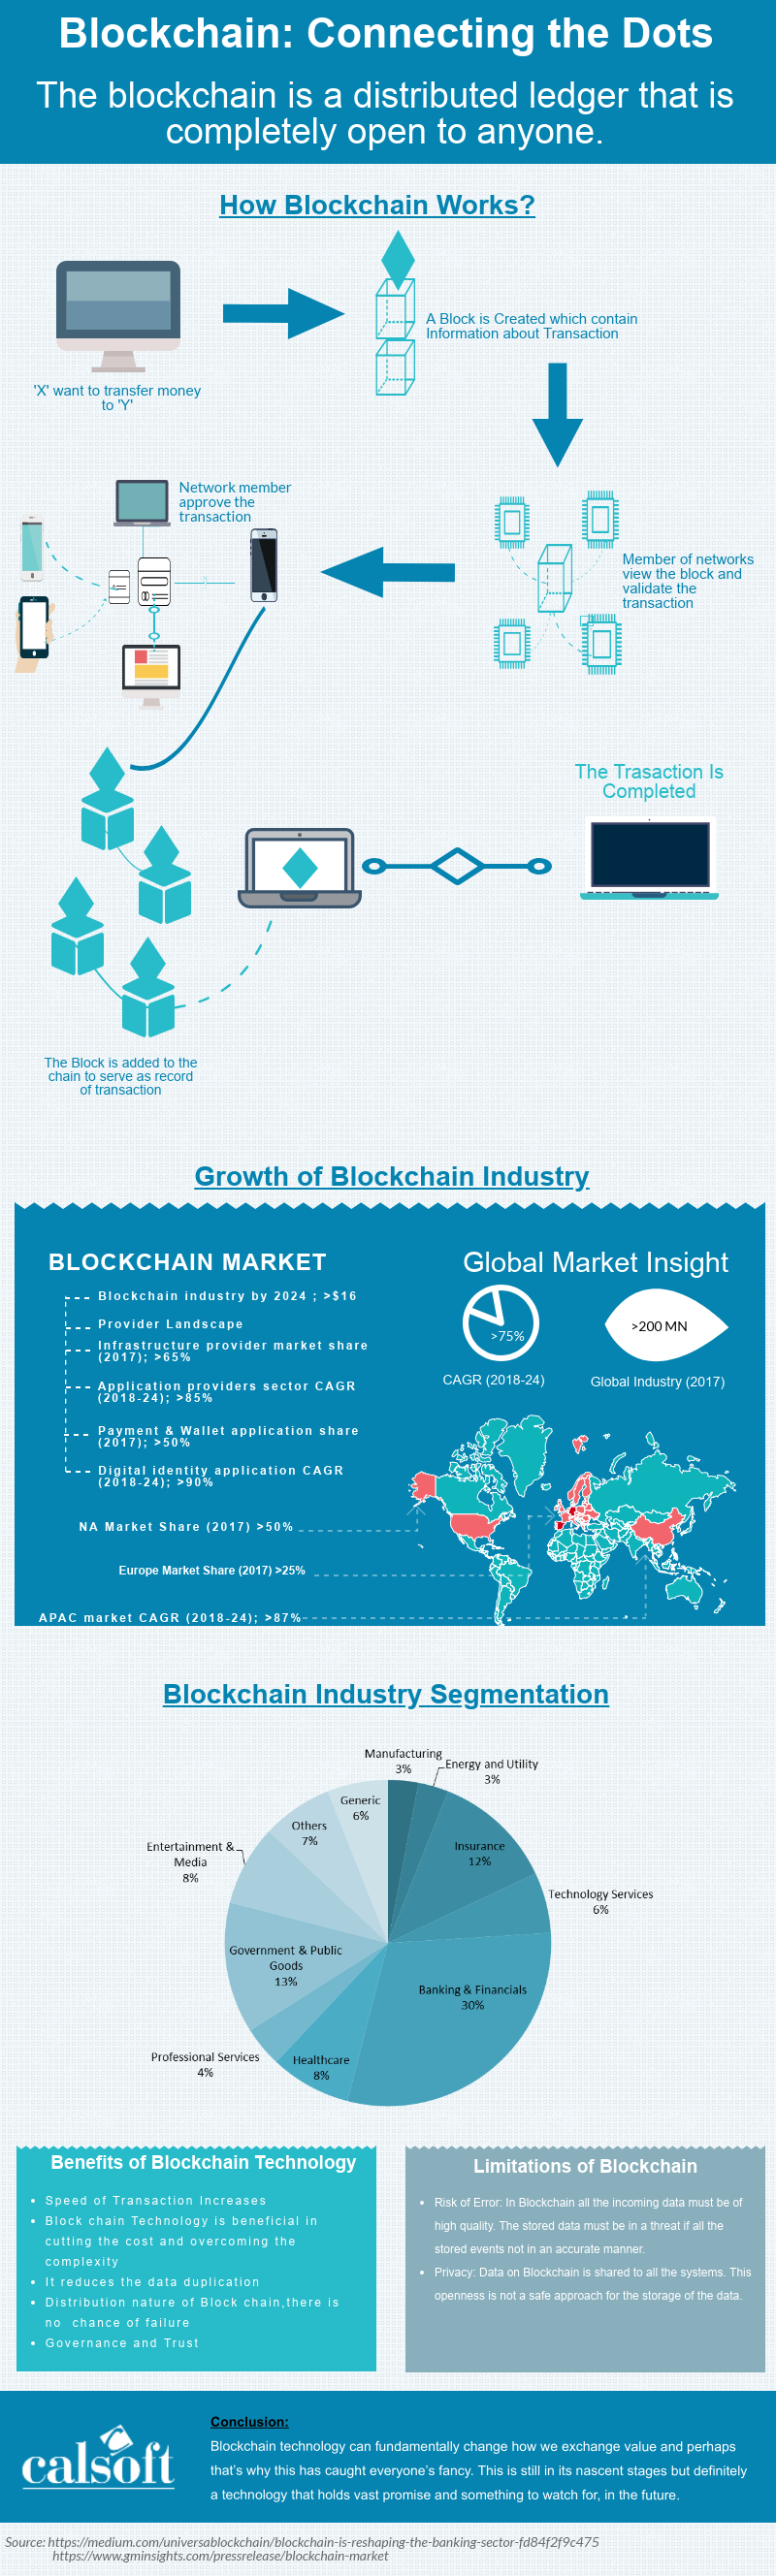 Blockchain: Connecting the Dots
The blockchain is a distributed ledger that is
completely open to anyone.
How Blockchain Works?
'X' want to transfer money
to 'Y'
A Block is Created which contain
Information about Transaction
Member of networks
view the block and
validate the
transaction
Network member
approve the
transaction
The Block is added to the
chain to serve as record
of transaction
The Trasaction Is
Completed
Growth of Blockchain Industry
BLOCKCHAIN MARKET
Blockchain industry by 2024 ; >$16
Provider Landscape
Infrastructure provider market share
(2017); >65%
Application providers sector CAGR
(2018-24); >85%
Payment & Wallet application share
(2017); >50%
Digital identity application CAGR
(2018-24); >90%
NA Market Share (2017) >50%
Europe Market Share (2017) >25%
APAC market CAGR (2018-24); >87%
Global Market Insight
>75%
CAGR (2018-24)
>200 MN
Global Industry (2017)
Blockchain Industry Segmentation
Manufacturing
3%
Energy and Utility
3%
Insurance
12%
Technology Services
6%
Banking & Financials
30%
Healthcare
8%
Professional Services
4%
Government & Public
Goods
13%
Entertainment &
Media
8%
Others
7%
Generic
6%
Benefits of Blockchain Technology
• Speed of Transaction Increases
• Block chain Technology is beneficial in
cutting the cost and overcoming the
complexity
• It reduces the data duplication
• Distribution nature of Block chain,there is
no chance of failure
• Governance and Trust
Limitations of Blockchain
• Risk of Error: In Blockchain all the incoming data must be of
high quality. The stored data must be in a threat if all the
stored events not in an accurate manner.
• Privacy: Data on Blockchain is shared to all the systems. This
openness is not a safe approach for the storage of the data.
calsoft
Conclusion:
Blockchain technology can fundamentally change how we exchange value and perhaps
that's why this has caught everyone's fancy. This is still in its nascent stages but definitely
a technology that holds vast promise and something to watch for, in the future.
Source: https://medium.com/universablockchain/blockchain-is-reshaping-the-banking-sector-fd84f2f9c475
https://www.gminsights.com/pressrelease/blockchain-market